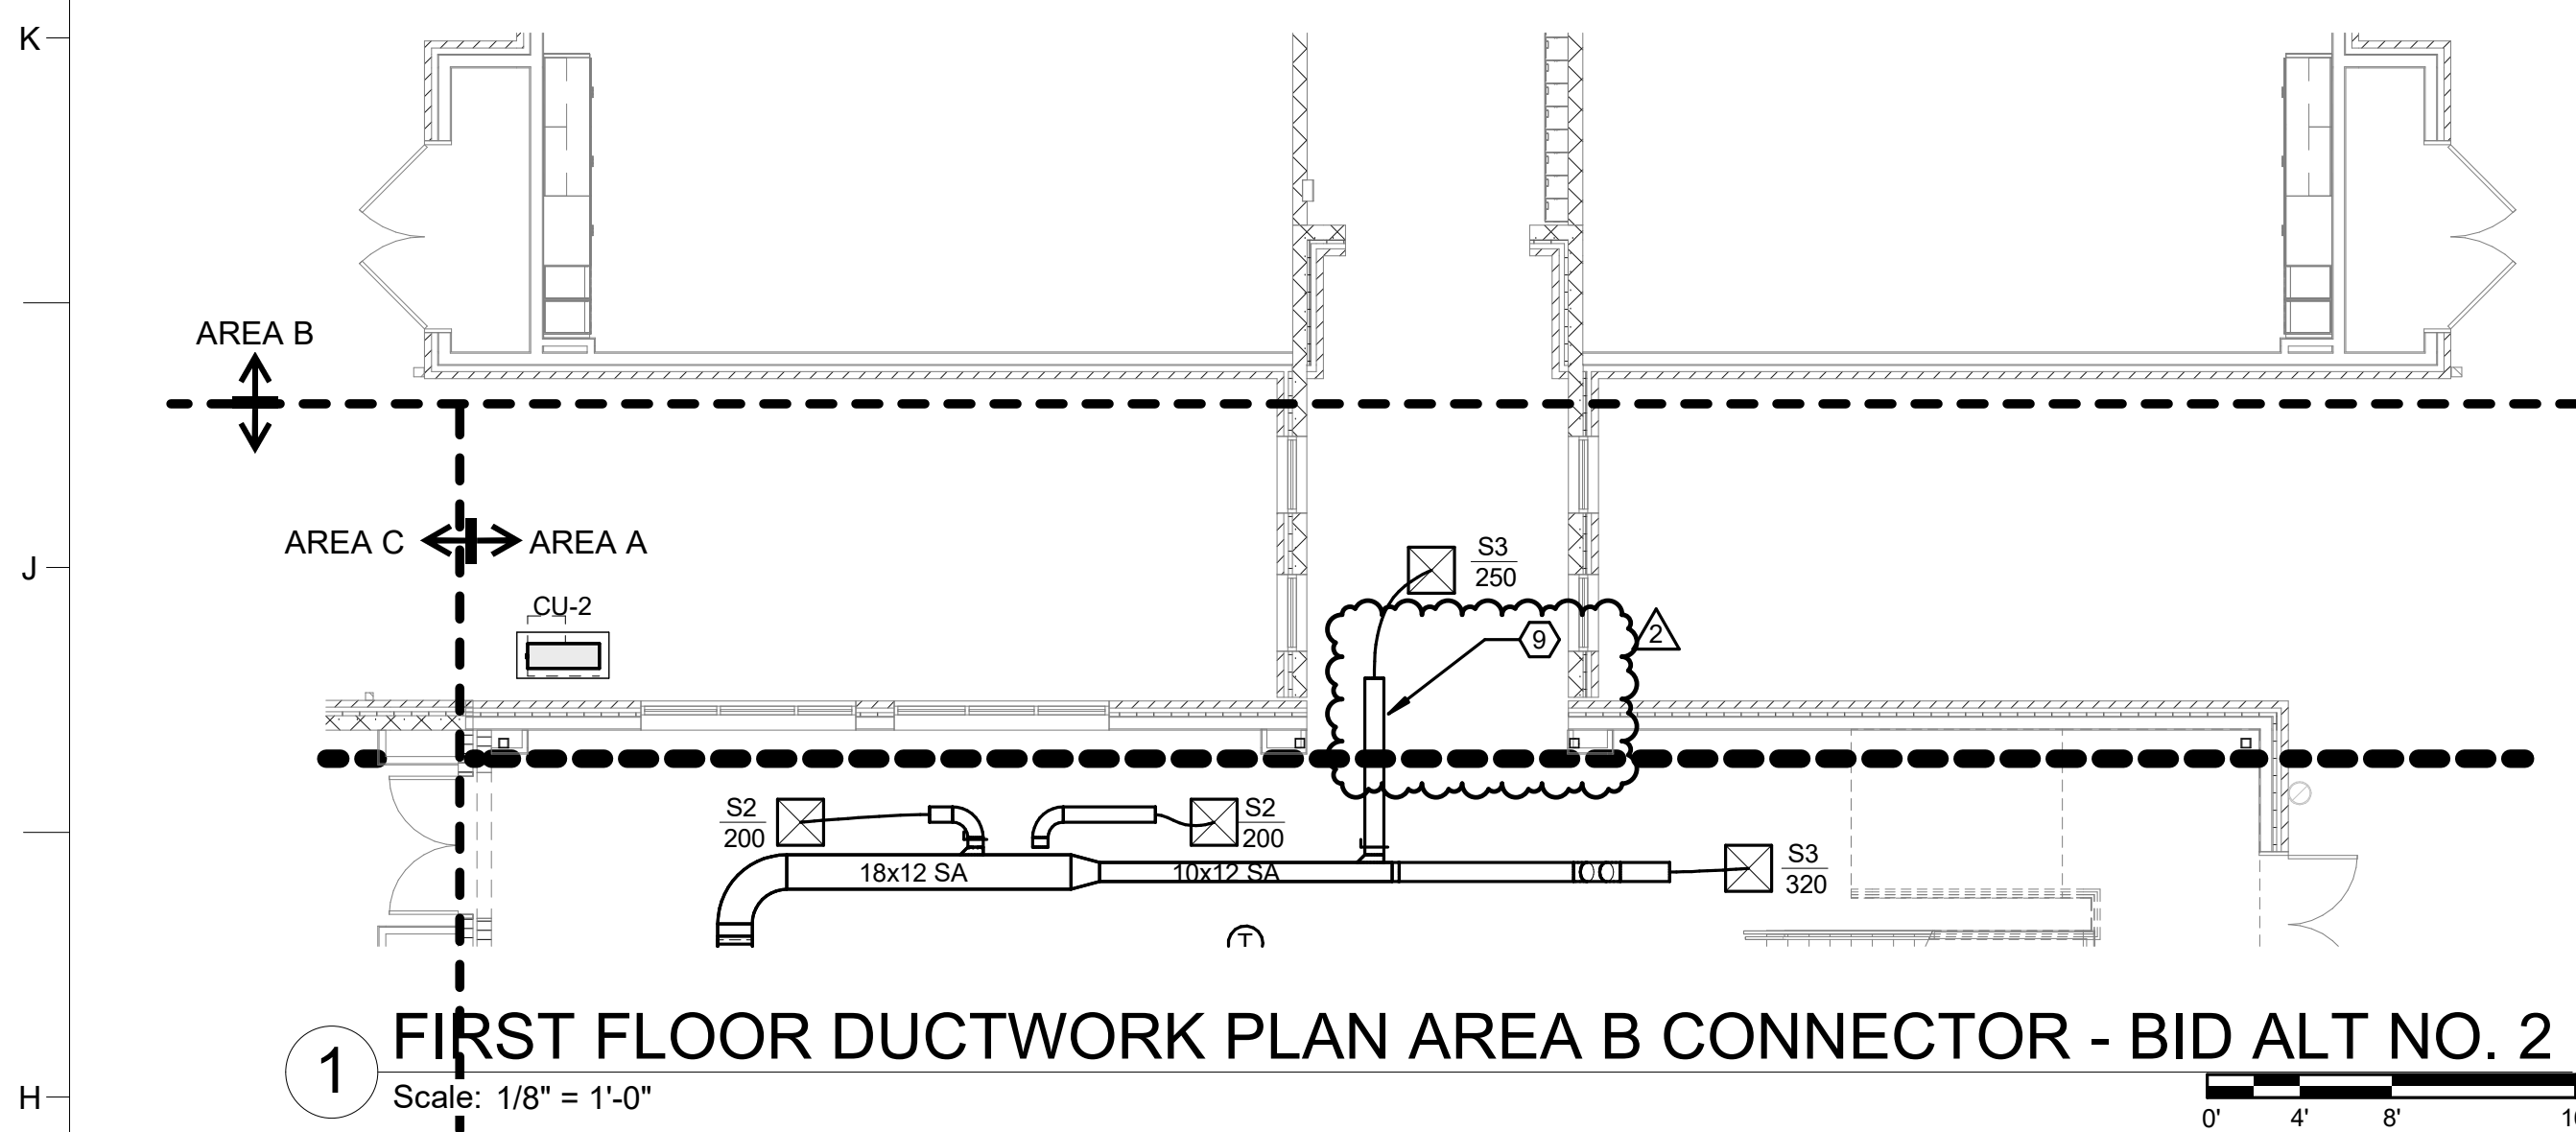 K
AREA B
AREA C
AREA A
J
S3
250
CU-2
9
2
S2
200
S2
200
18x12 SA
10x12 SA
S3
320
T
1
FIRST FLOOR DUCTWORK PLAN AREA B CONNECTOR - BID ALT NO. 2
Scale: 1/8" = 1'-0"
H
0' 4' 8'